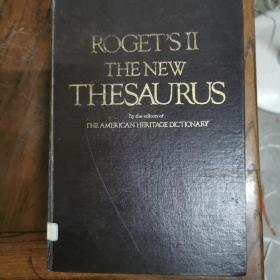 ROGET'S II
THE NEW
THESAURUS
By the editors of
THE AMERICAN HERITAGE DICTIONARY